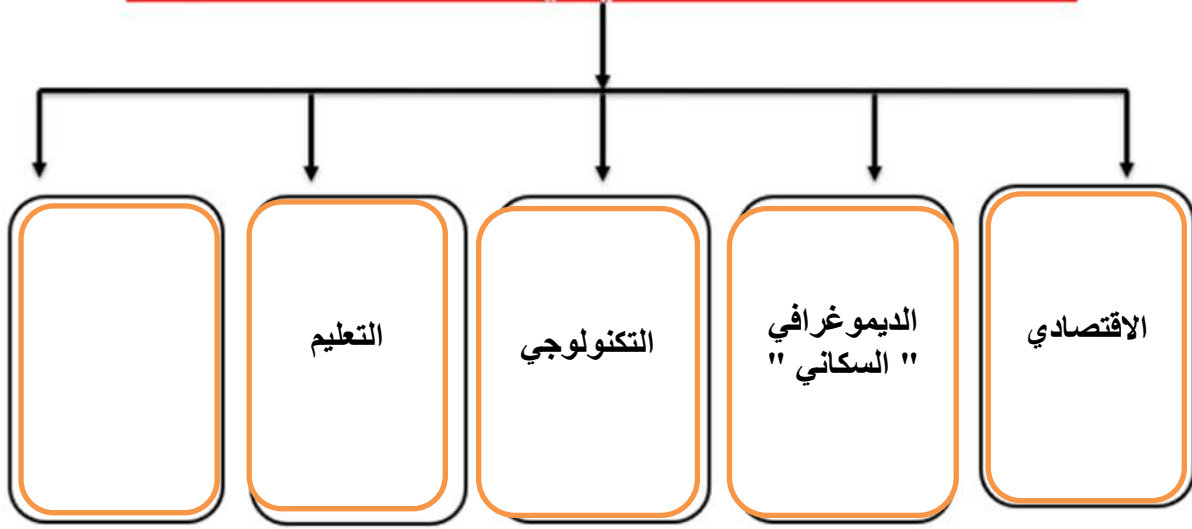 الاقتصادي
الديموغرافي
" السكاني "
التكنولوجي
التعليم